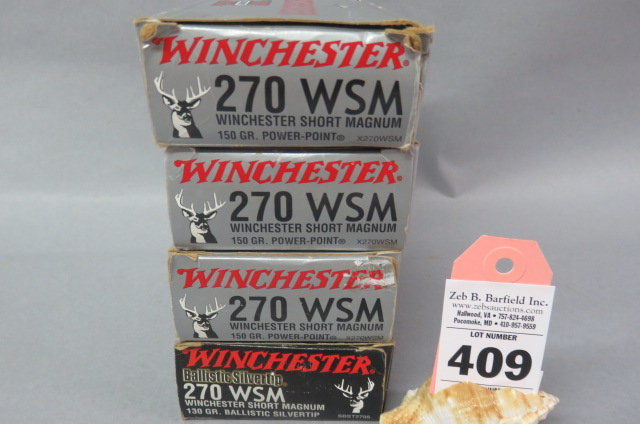 WINCHESTER
270 WSM
WINCHESTER SHORT MAGNUM
150 GR. POWER-POINT®
X270WSM
WINCHESTER
270 WSM
WINCHESTER SHORT MAGNUM
150 GR. POWER-POINT®
X270WSM
WINCHESTER
270 WSM
WINCHESTER SHORT MAGNUM
150 GR. POWER-POINT®
X270WSM
WINCHESTER
Ballistic Silvertip
270 WSM
WINCHESTER SHORT MAGNUM
130 GR. BALLISTIC SILVERTIP
Zeb B. Barfield Inc.
www.zebsauctions.com
Hallwood, VA • 757-824-4698
Pocomoke, MD • 410-957-9559
LOT NUMBER
409